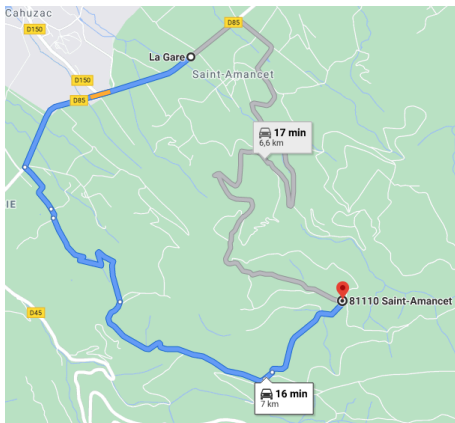 Cahuzac
D85
D150
La Gare
Saint-Amancet
D150
D85
17 min
6,6 km
IE
81110 Saint-Amancet
D45
16 min
7 km